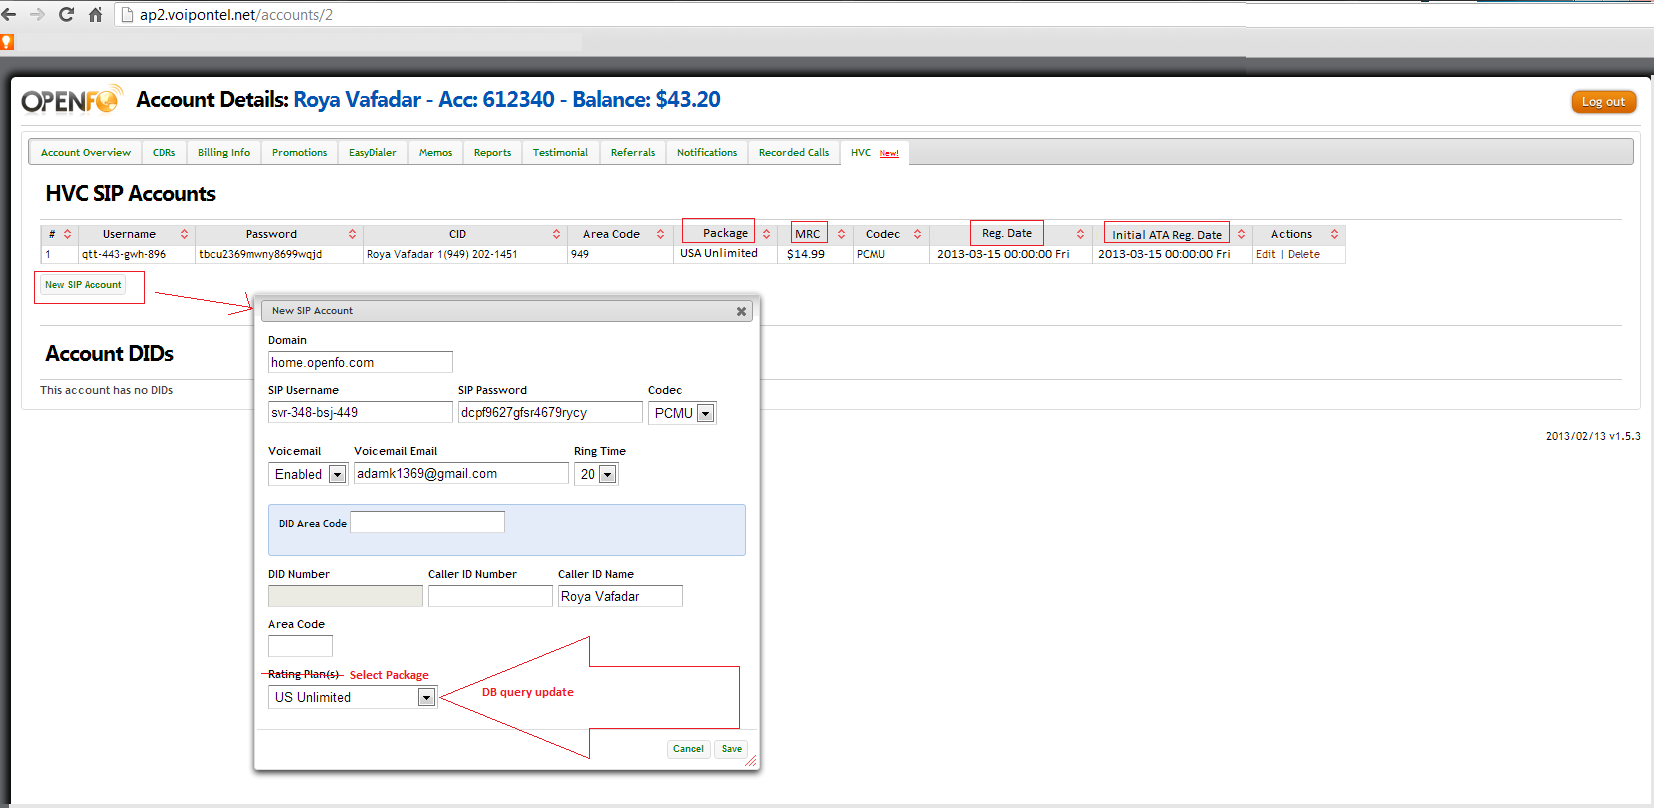 ap2.voipontel.net/accounts/2
OPENFO Account Details: Roya Vafadar - Acc: 612340 - Balance: $43.20 Log out
Account Overview CDRs Billing Info Promotions EasyDialer Memos Reports Testimonial Referrals Notifications Recorded Calls HVC New!
HVC SIP Accounts
# Username Password CID Area Code Package MRC Codec Reg. Date Initial ATA Reg. Date Actions
1 qtt-443-gwh-896 tbcu2369mwny8699wqjd Roya Vafadar 1(949) 202-1451 949 USA Unlimited $14.99 PCMU 2013-03-15 00:00:00 Fri 2013-03-15 00:00:00 Fri Edit | Delete
New SIP Account
New SIP Account
Domain
home.openfo.com
Account DIDs
This account has no DIDs
SIP Username SIP Password Codec
svr-348-bsj-449 dcpf9627gfsr4679rycy PCMU
2013/02/13 v1.5.3
Voicemail Voicemail Email Ring Time
Enabled adamk1369@gmail.com 20
DID Area Code
DID Number Caller ID Number Caller ID Name
Roya Vafadar
Area Code
Rating Plan(s) Select Package
US Unlimited DB query update
Cancel Save